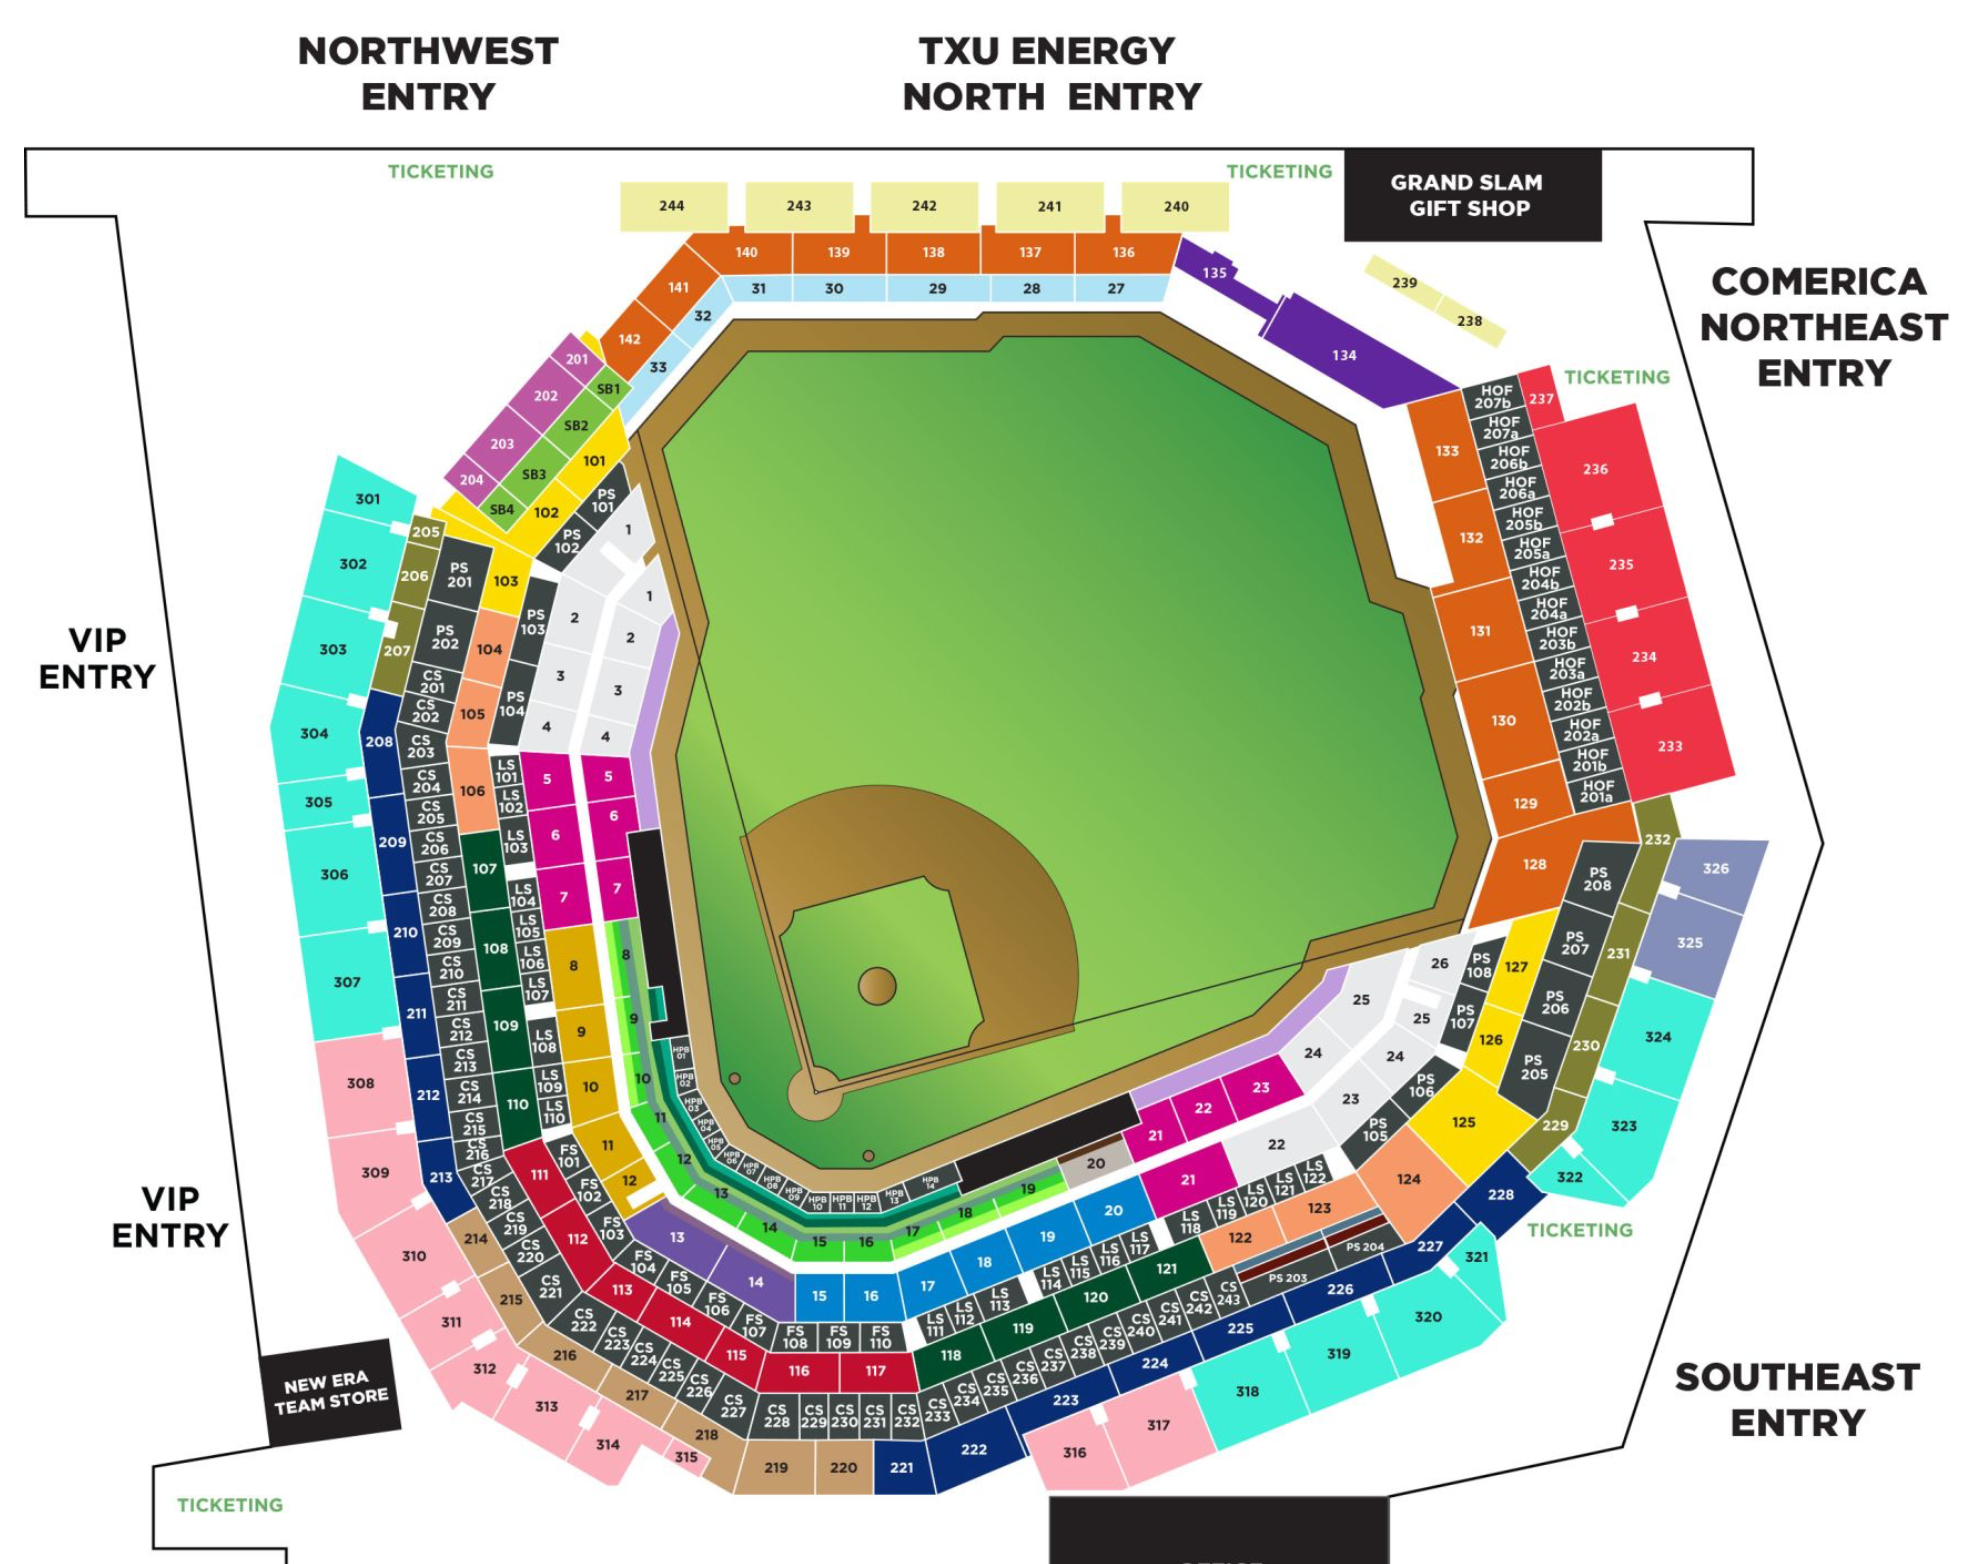 NORTHWEST
ENTRY
TXU ENERGY
NORTH ENTRY
TICKETING
TICKETING
GRAND SLAM
GIFT SHOP
COMERICA
NORTHEAST
ENTRY
TICKETING
244
243
242
241
240
140
139
138
137
136
135
134
239
238
141
142
31
30
29
28
27
32
33
201
202
203
204
SB1
SB2
SB3
SB4
101
102
103
PS
101
PS
102
PS
103
PS
104
1
2
3
4
5
6
7
1
2
3
4
5
6
7
VIP
ENTRY
301
302
303
304
305
306
307
308
309
310
311
312
313
314
315
205
206
207
208
209
210
211
212
213
214
215
216
217
218
219
220
221
222
PS
201
PS
202
CS
201
CS
202
CS
203
CS
204
CS
205
CS
206
CS
207
CS
208
CS
209
CS
210
CS
211
CS
212
CS
213
CS
214
CS
215
CS
216
CS
217
CS
218
CS
219
CS
220
CS
221
CS
222
CS
223
CS
224
CS
225
CS
226
CS
227
CS
228
CS
229
CS
230
CS
231
CS
232
CS
233
CS
234
CS
235
CS
236
CS
237
CS
238
CS
239
CS
240
CS
241
CS
242
CS
243
PS 203
PS 204
104
105
106
107
108
109
110
111
112
113
114
115
116
117
118
119
120
121
122
123
124
125
126
127
128
129
130
131
132
133
LS
101
LS
102
LS
103
LS
104
LS
105
LS
106
LS
107
LS
108
LS
109
LS
110
FS
101
FS
102
FS
103
FS
104
FS
105
FS
106
FS
107
FS
108
FS
109
FS
110
LS
111
LS
112
LS
113
LS
114
LS
115
LS
116
LS
117
LS
118
LS
119
LS
120
LS
121
LS
122
8
9
10
11
12
13
14
15
16
17
18
19
20
21
22
23
24
25
26
8
9
10
11
12
13
14
15
16
17
18
19
20
21
22
23
24
25
HPB
01
HPB
02
HPB
03
HPB
04
HPB
05
HPB
06
HPB
07
HPB
08
HPB
09
HPB
10
HPB
11
HPB
12
HPB
13
HPB
14
PS
105
PS
106
PS
107
PS
108
PS
205
PS
206
PS
207
PS
208
HOF
207b
HOF
207a
HOF
206b
HOF
206a
HOF
205b
HOF
205a
HOF
204b
HOF
204a
HOF
203b
HOF
203a
HOF
202b
HOF
202a
HOF
201b
HOF
201a
237
236
235
234
233
232
231
230
229
228
227
226
225
224
223
326
325
324
323
322
321
320
319
318
317
316
TICKETING
VIP
ENTRY
NEW ERA
TEAM STORE
TICKETING
SOUTHEAST
ENTRY